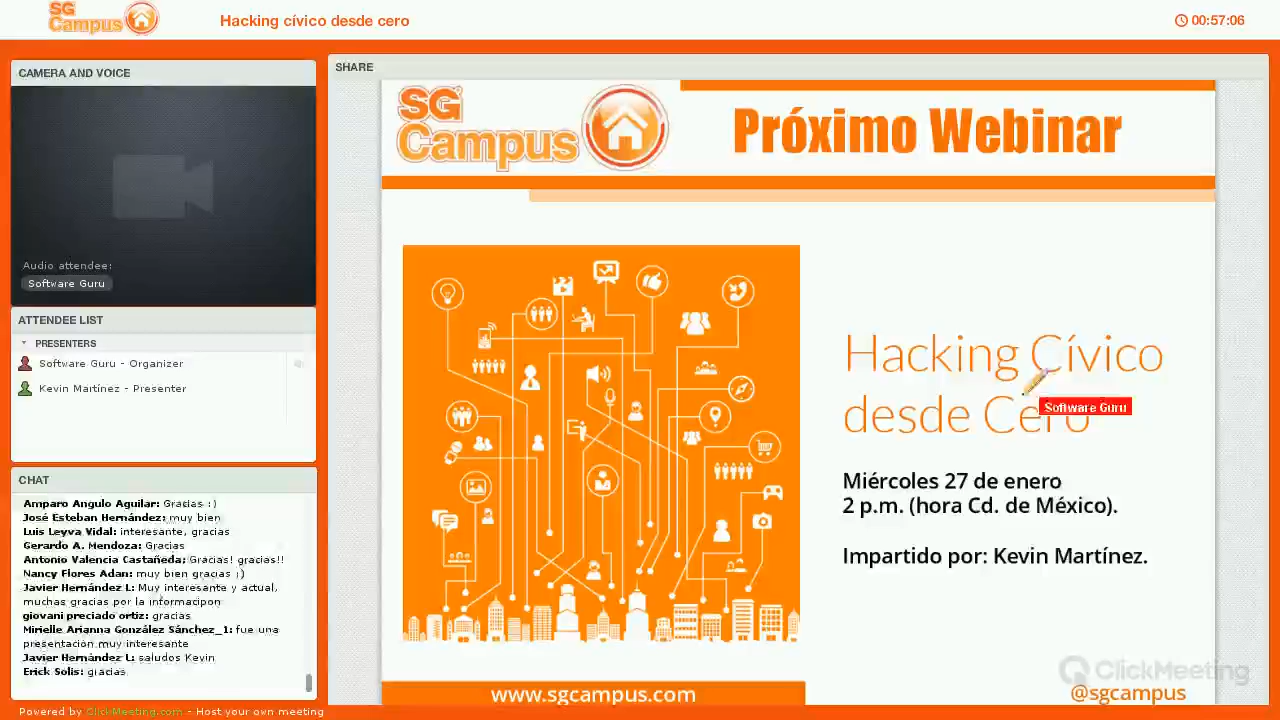 SG
Campus
Hacking cívico desde cero
00:57:06
CAMERA AND VOICE
Audio attendee:
Software Guru
ATTENDEE LIST
PRESENTERS
Software Guru - Organizer
Kevin Martínez - Presenter
CHAT
Amparo Angulo Aguilar: Gracias :)
José Esteban Hernández: muy bien
Luis Leyva Vidal: interesante, gracias
Gerardo A. Mendoza: Gracias
Antonio Valencia Castañeda: Gracias! gracias!!
Nancy Flores Adan: muy bien gracias ;)
Javier Hernández L: Muy interesante y actual,
muchas gracias por la informacipon
giovani preciado ortiz: gracias
Mirielle Arianna González Sánchez_1: fue una
presentación muy interesante
Javier Hernández L: saludos Kevin
Erick Solis: gracias
Powered by ClickMeeting.com - Host your own meeting
SHARE
SG
Campus
Próximo Webinar
Hacking Cívico
desde Cero
Software Guru
Miércoles 27 de enero
2 p.m. (hora Cd. de México).
Impartido por: Kevin Martínez.
ClickMeeting
www.sgcampus.com
@sgcampus